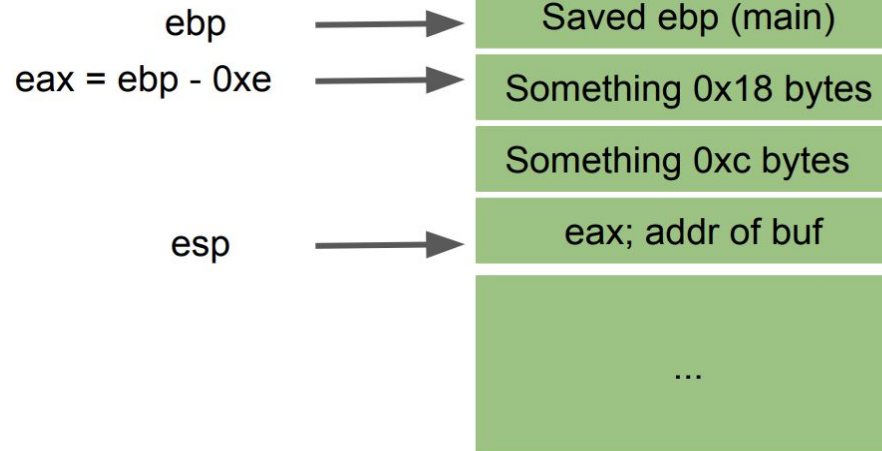 ebp
Saved ebp (main)
eax = ebp - 0xe
Something 0x18 bytes
Something 0xc bytes
esp
eax; addr of buf
...